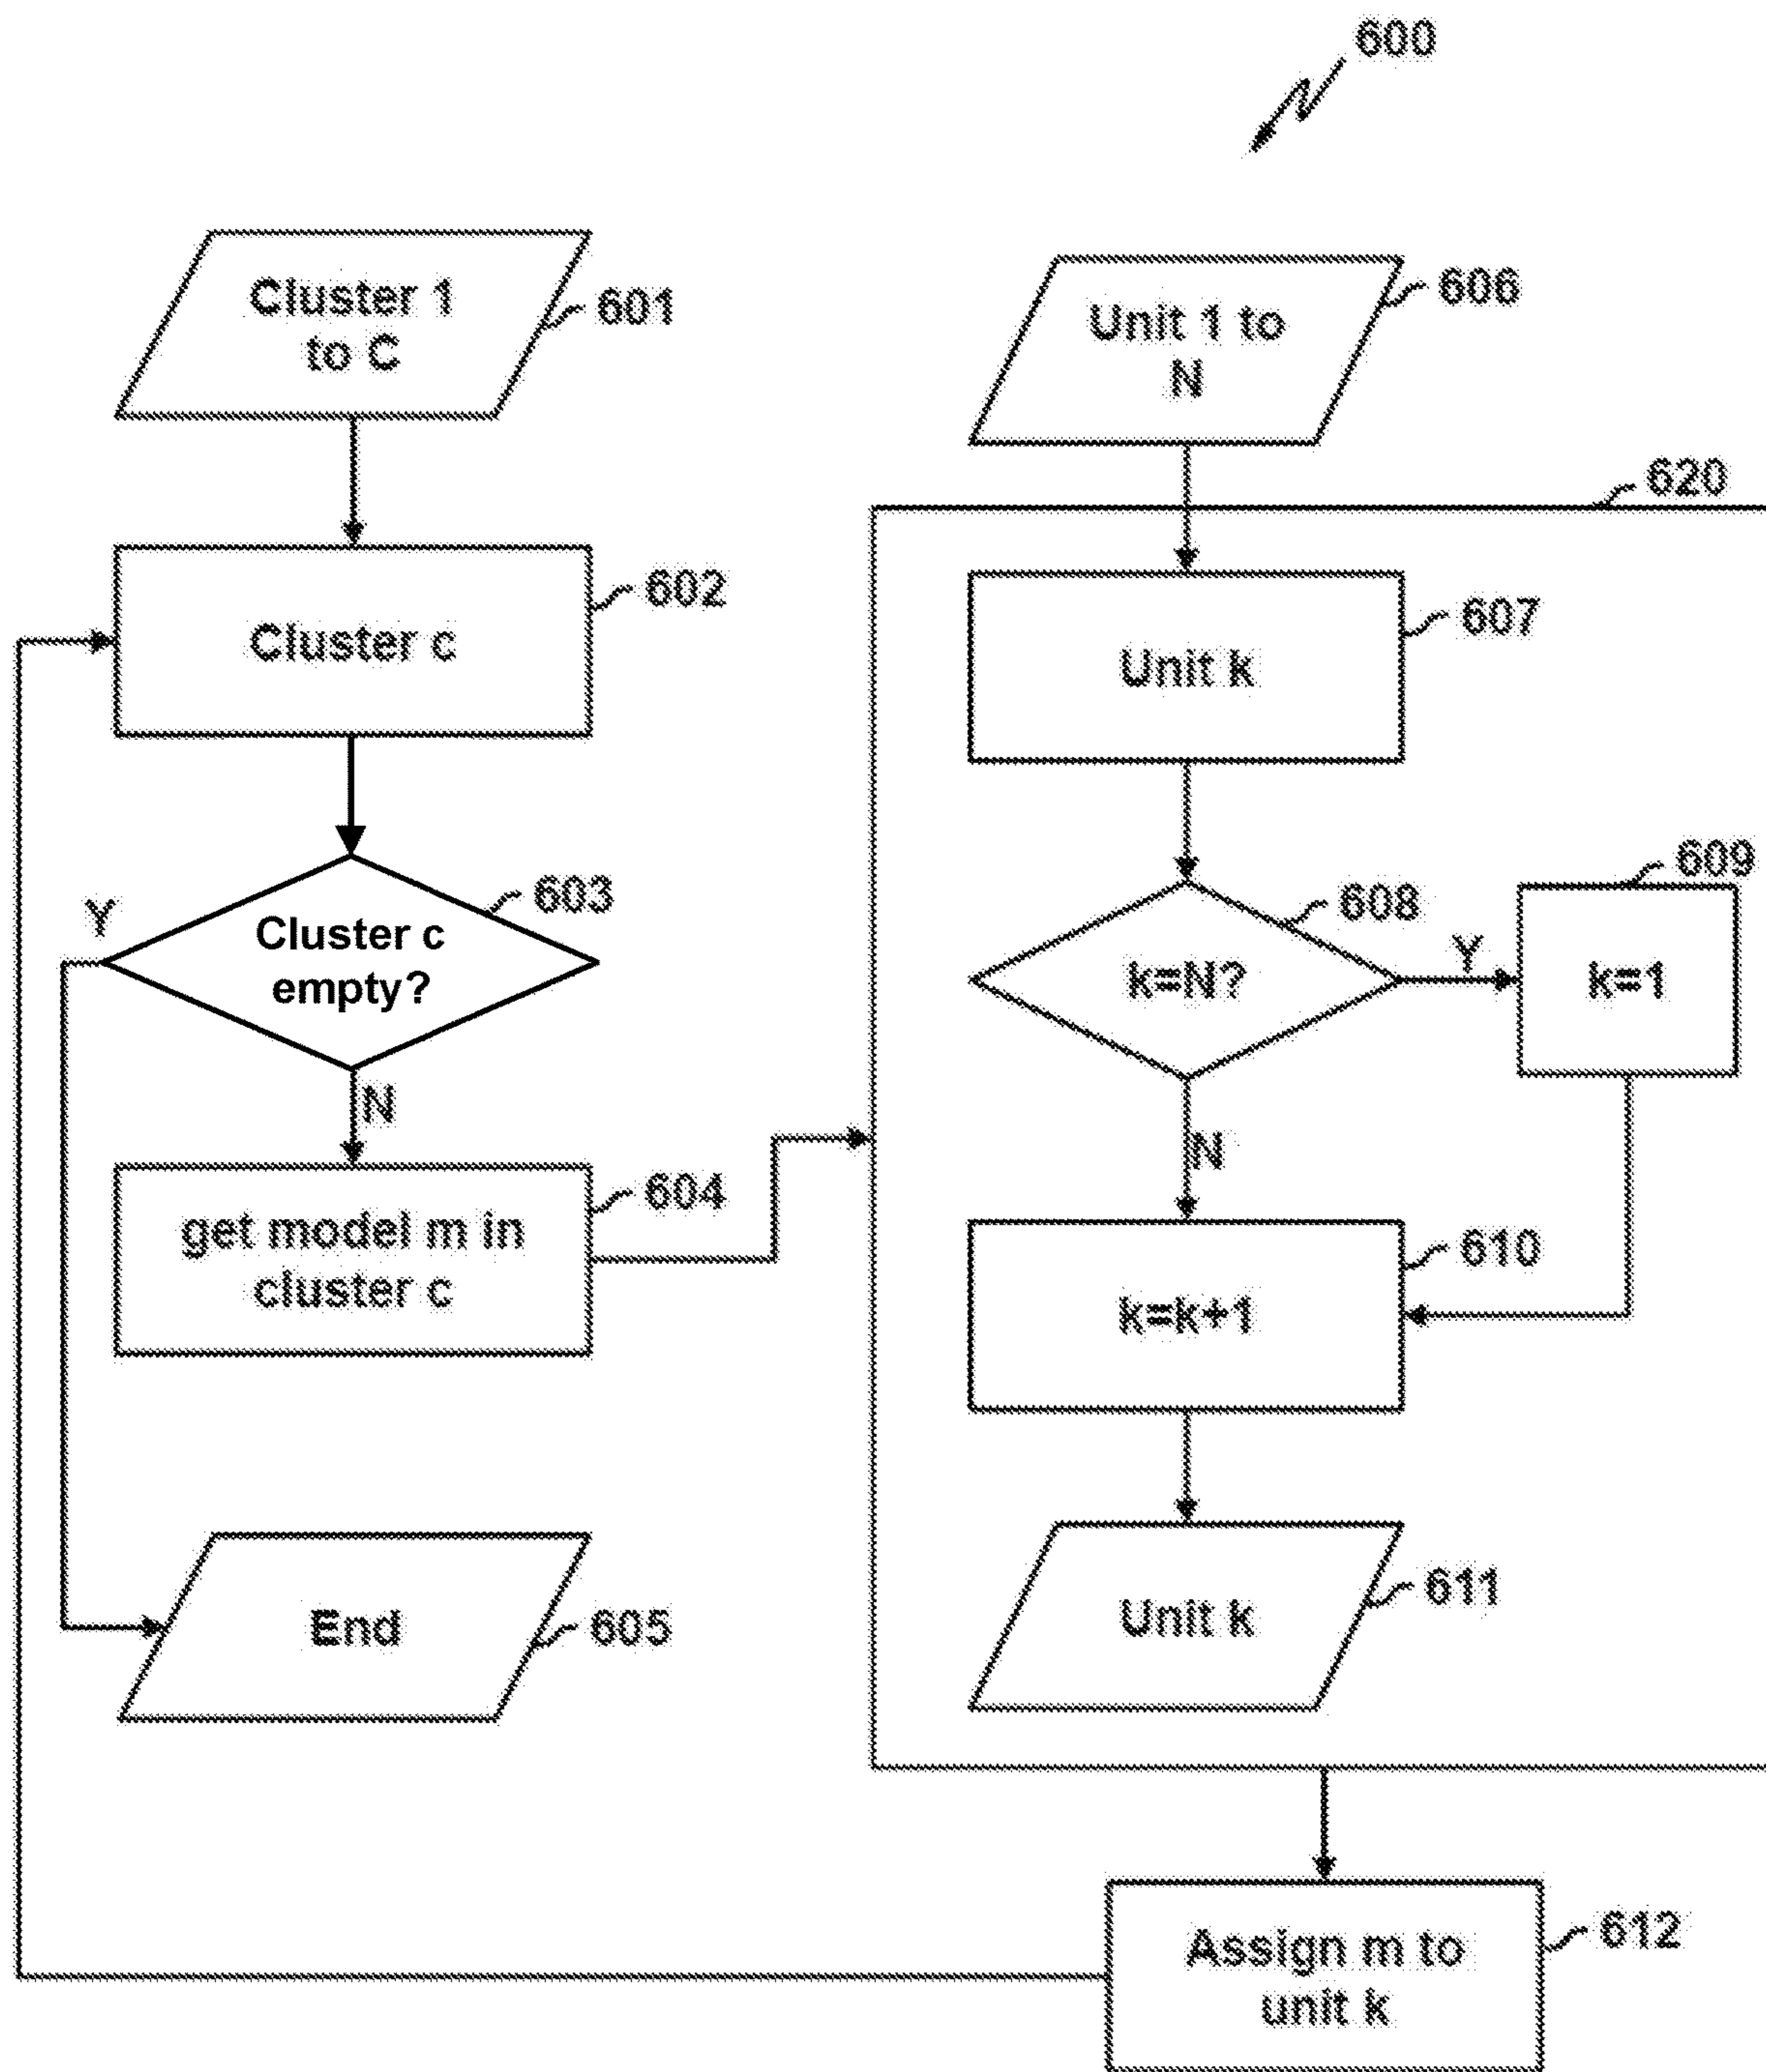 600
Cluster 1
to C
601
Unit 1 to
N
606
620
Cluster c
602
Unit k
607
Cluster c
empty?
603
Y
N
k=N?
608
Y
k=1
609
N
get model m in
cluster c
604
k=k+1
610
End
605
Unit k
611
Assign m to
unit k
612